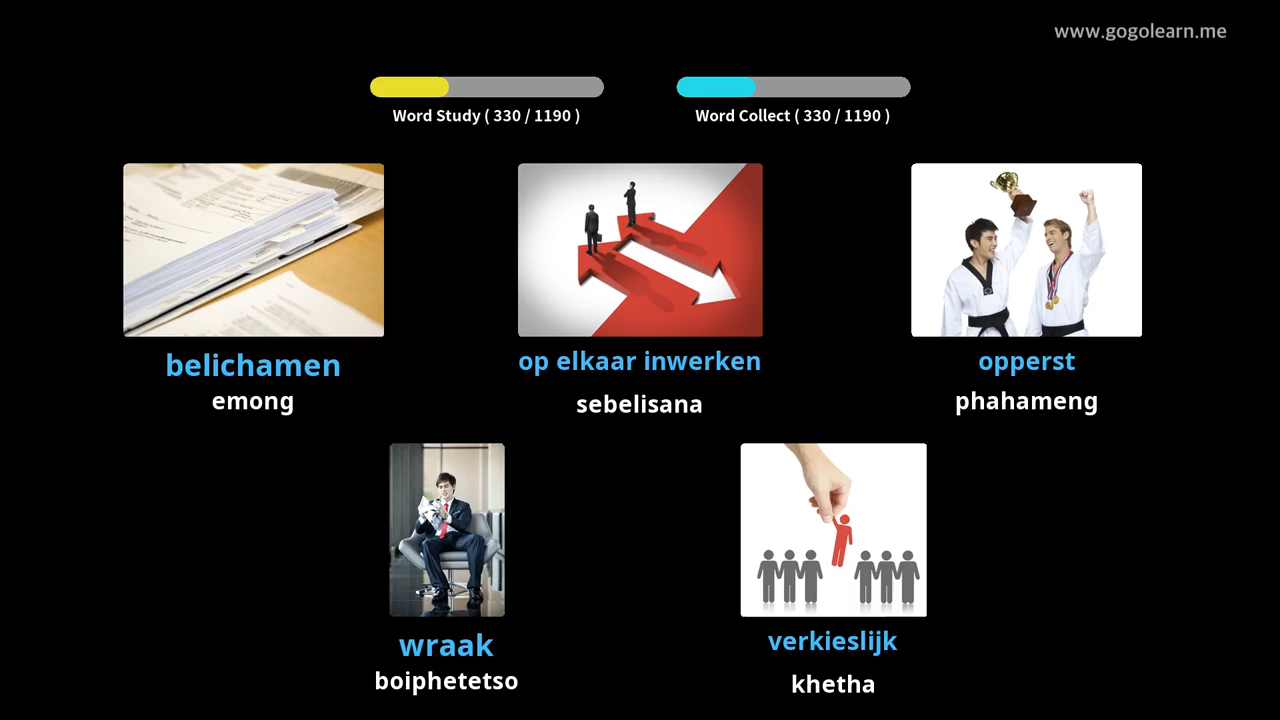 www.gogolearn.me
Word Study ( 330 / 1190 )
Word Collect ( 330 / 1190 )
belichamen
emong
op elkaar inwerken
sebelisana
opperst
phahameng
wraak
boiphetetso
verkieslijk
khetha